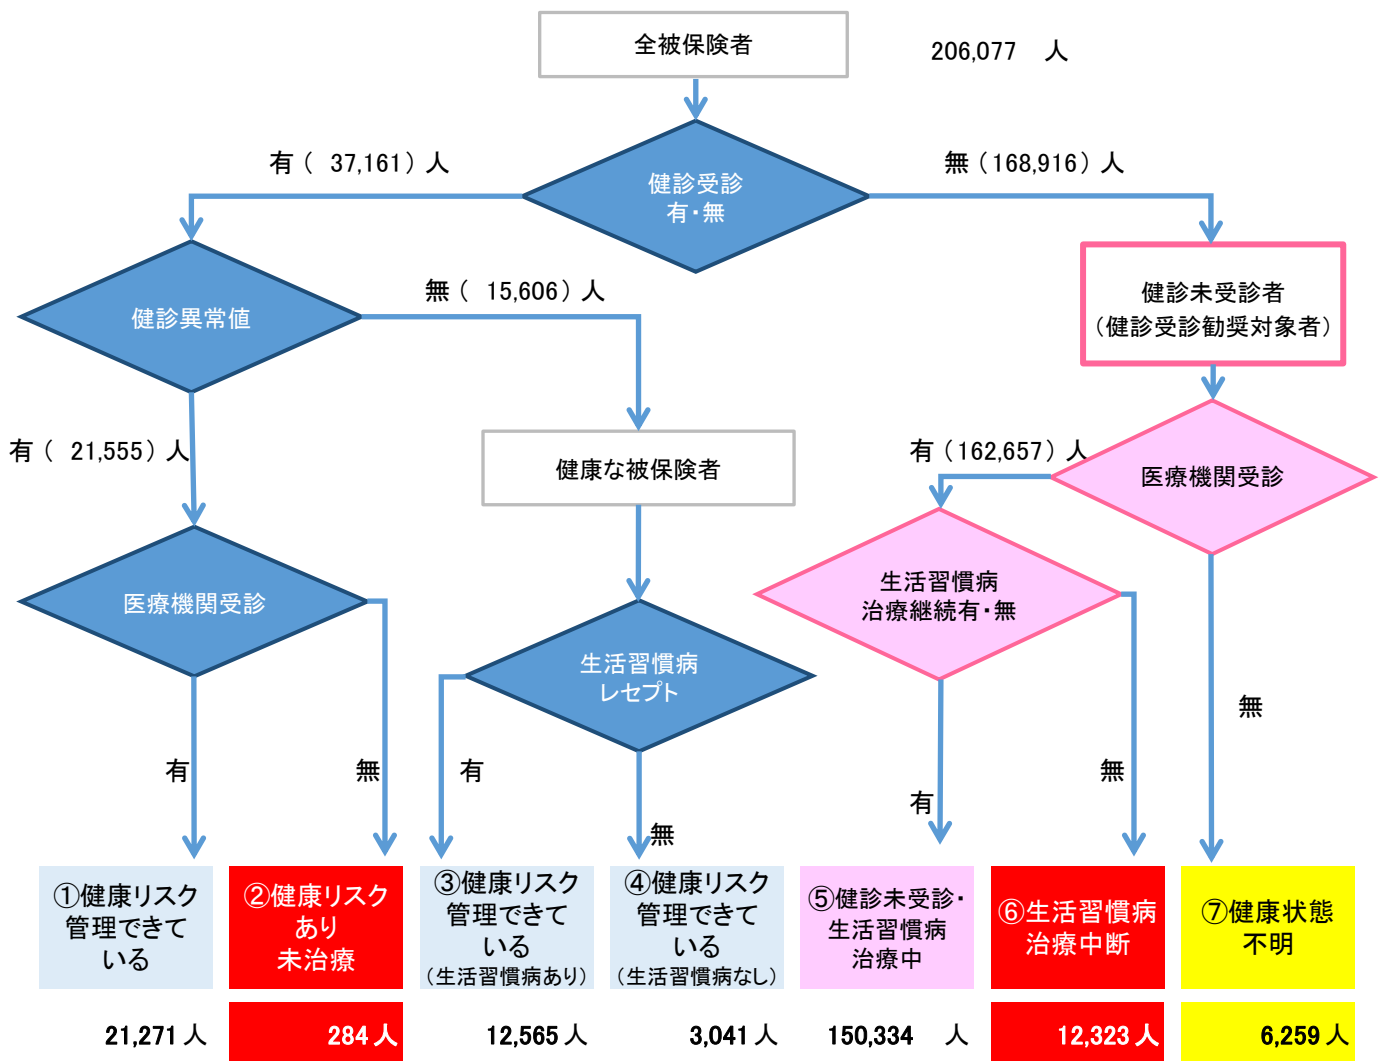 全被保険者
206,077 人
有（ 37,161）人
健診受診
有・無
無（168,916）人
健診異常値
無（ 15,606）人
健診未受診者
（健診受診勧奨対象者）
有（ 21,555）人
健康な被保険者
有（162,657）人
医療機関受診
医療機関受診
生活習慣病
治療継続有・無
生活習慣病
レセプト
有
無
有
無
有
無
無
①健康リスク
管理できて
いる
②健康リスク
あり
未治療
③健康リスク
管理できて
いる
（生活習慣病あり）
④健康リスク
管理できて
いる
（生活習慣病なし）
⑤健診未受診・
生活習慣病
治療中
⑥生活習慣病
治療中断
⑦健康状態
不明
21,271 人
284 人
12,565 人
3,041 人
150,334 人
12,323 人
6,259 人